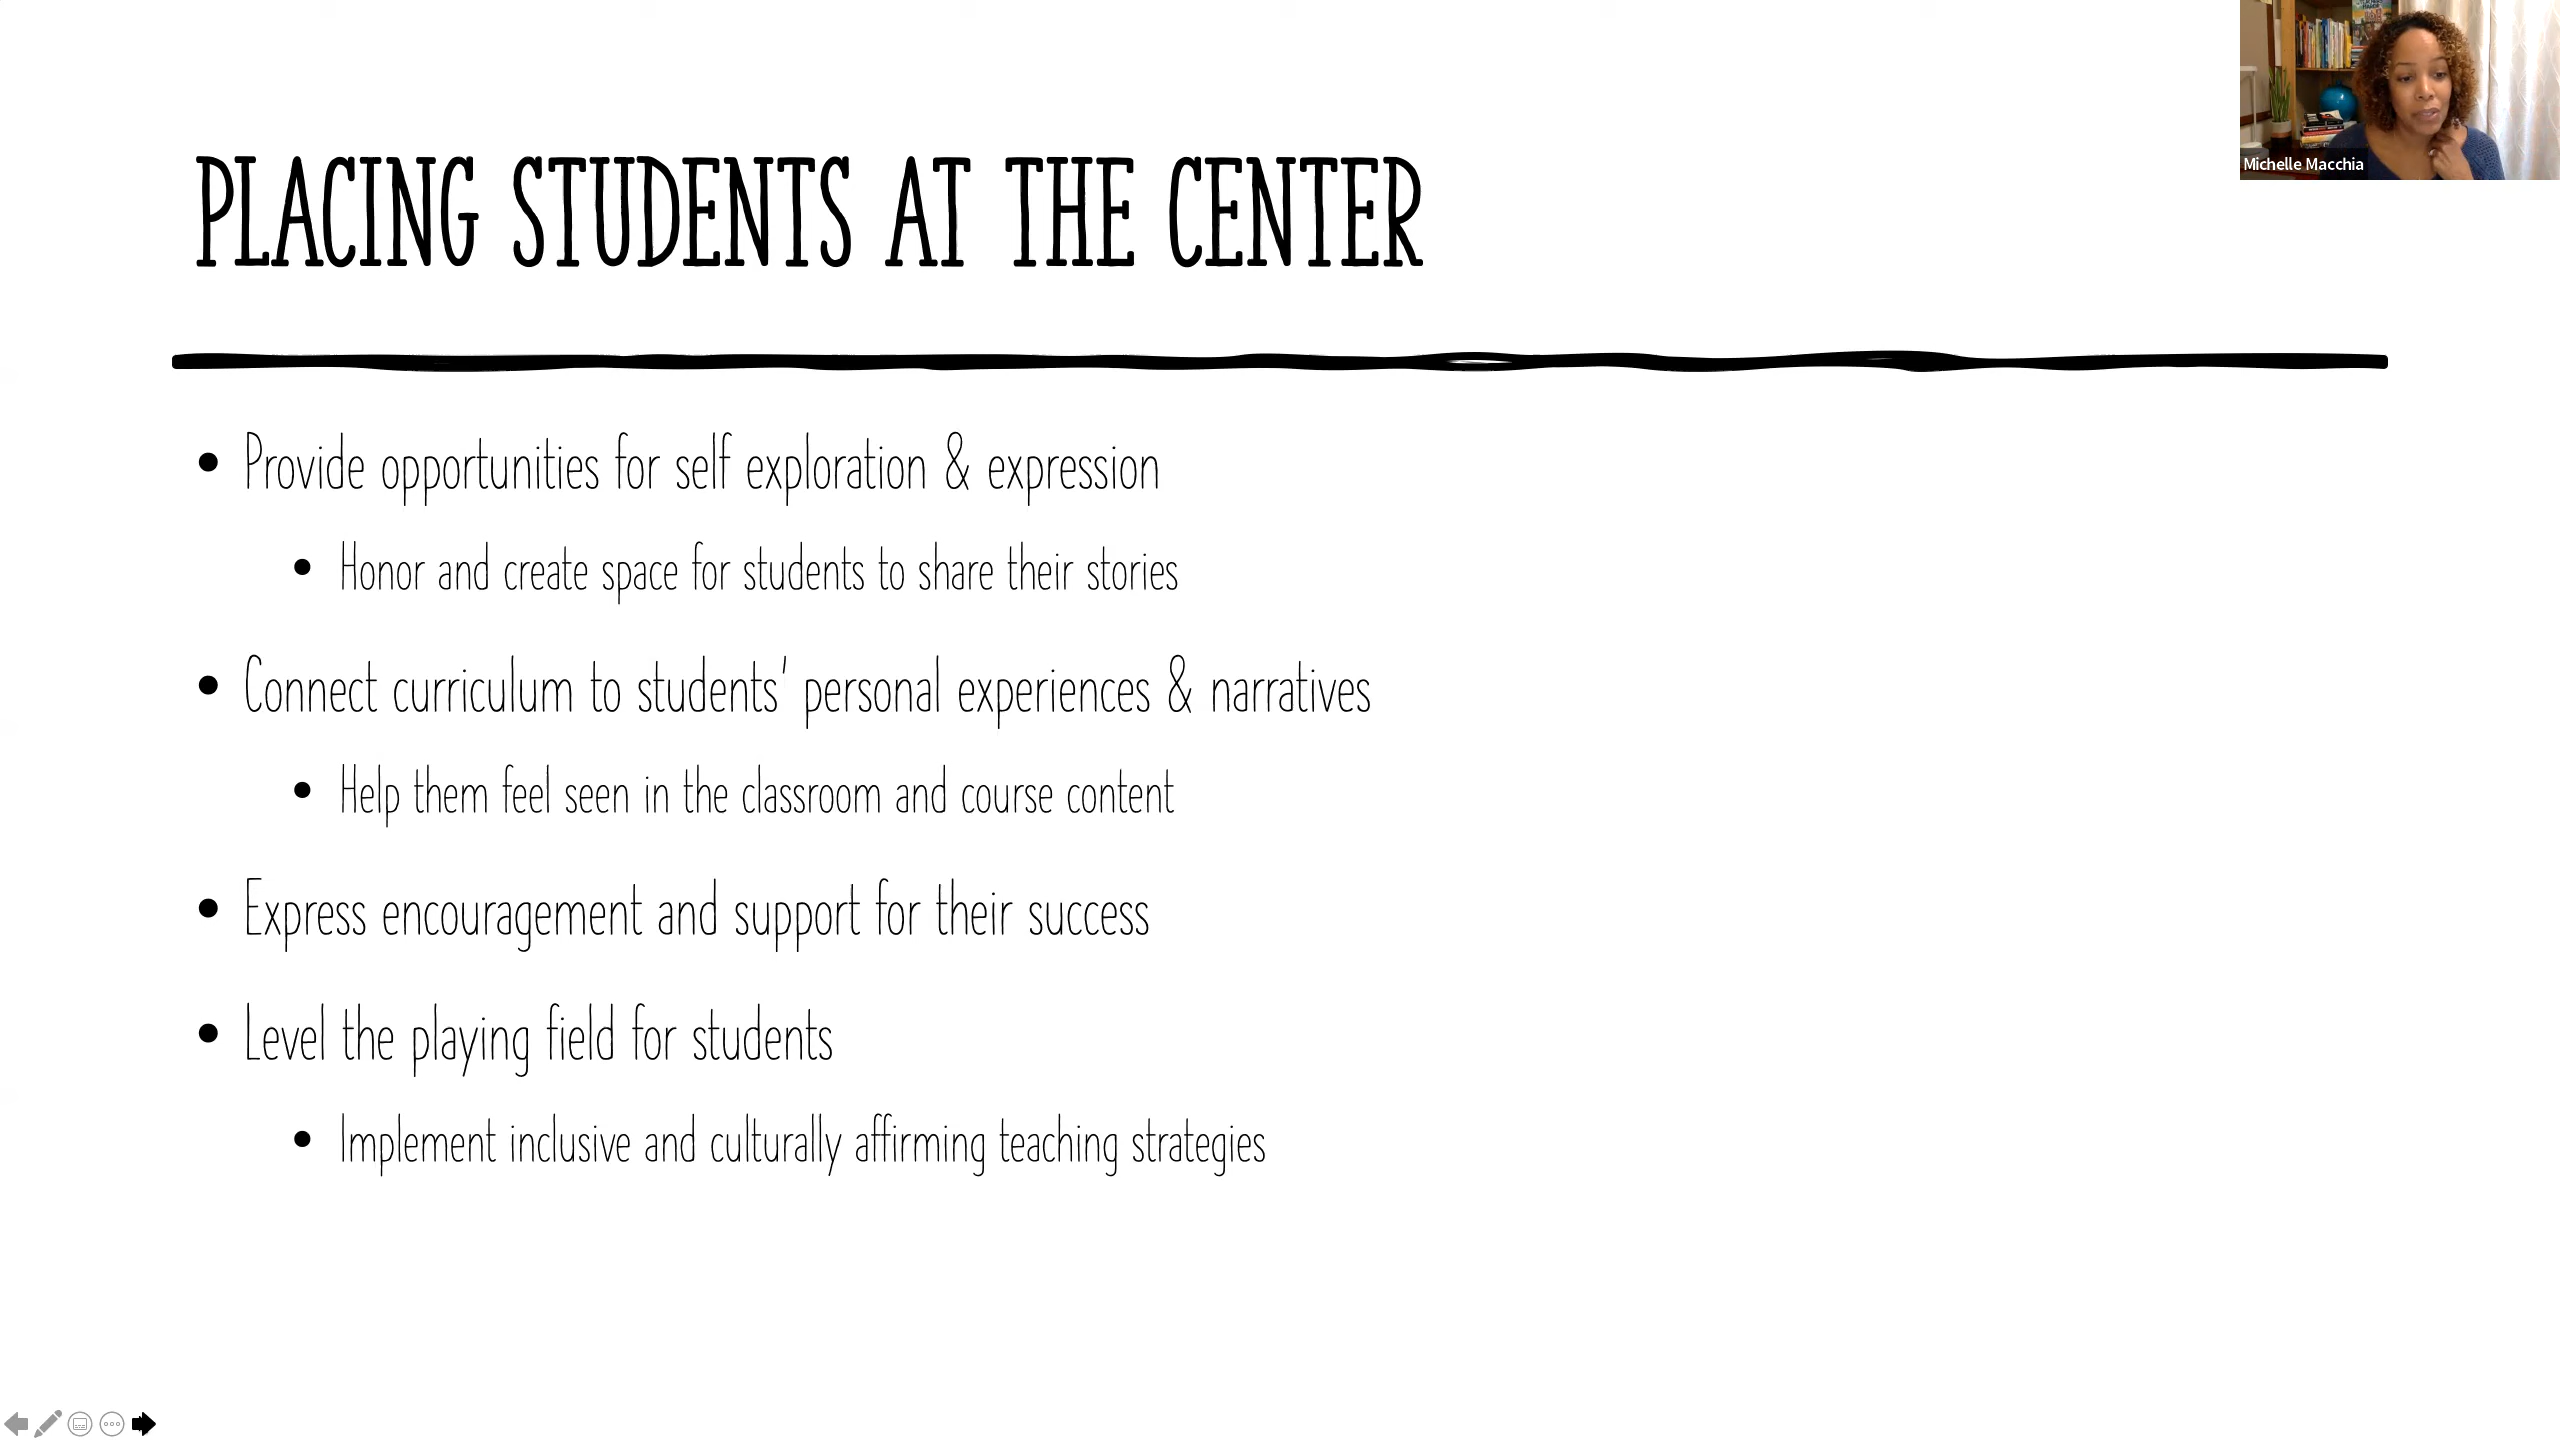 Michelle Macchia
PLACING STUDENTS AT THE CENTER
• Provide opportunities for self exploration & expression
• Honor and create space for students to share their stories
• Connect curriculum to students' personal experiences & narratives
• Help them feel seen in the classroom and course content
• Express encouragement and support for their success
• Level the playing field for students
• Implement inclusive and culturally affirming teaching strategies